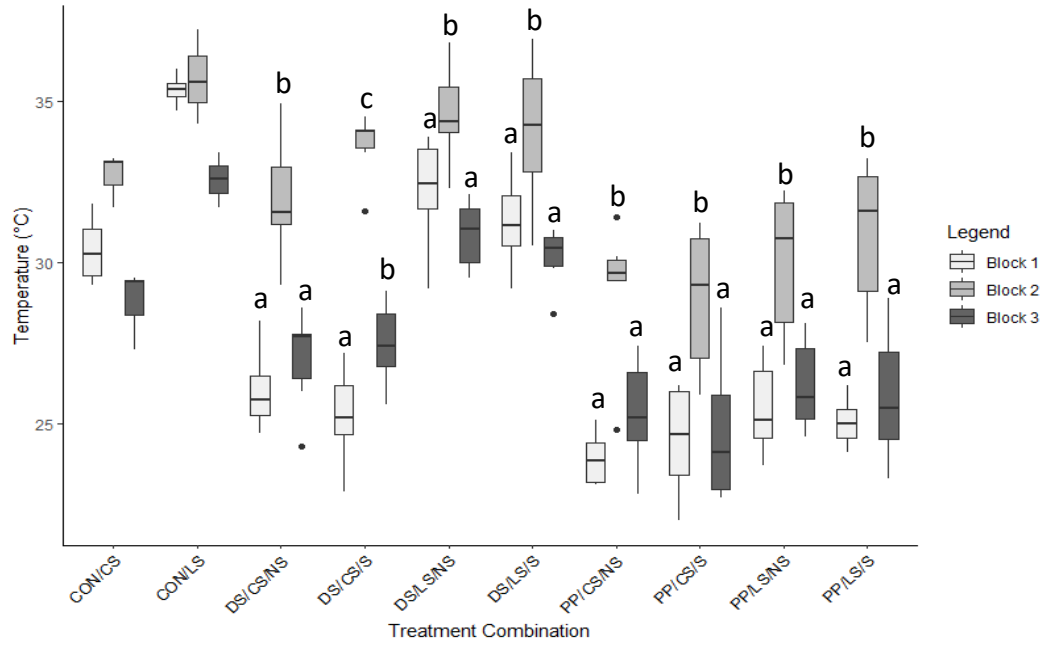 b
b
b
c
a
a
b
b
b
b
a
a
a
b
a
a
a
a
a
a
a
a
a
a
35
30
25
Temperature (°C)
Legend
Block 1
Block 2
Block 3
CON/CS
CON/LS
DS/CS/NS
DS/CS/S
DS/LS/NS
DS/LS/S
PP/CS/NS
PP/CS/S
PP/LS/NS
PP/LS/S
Treatment Combination